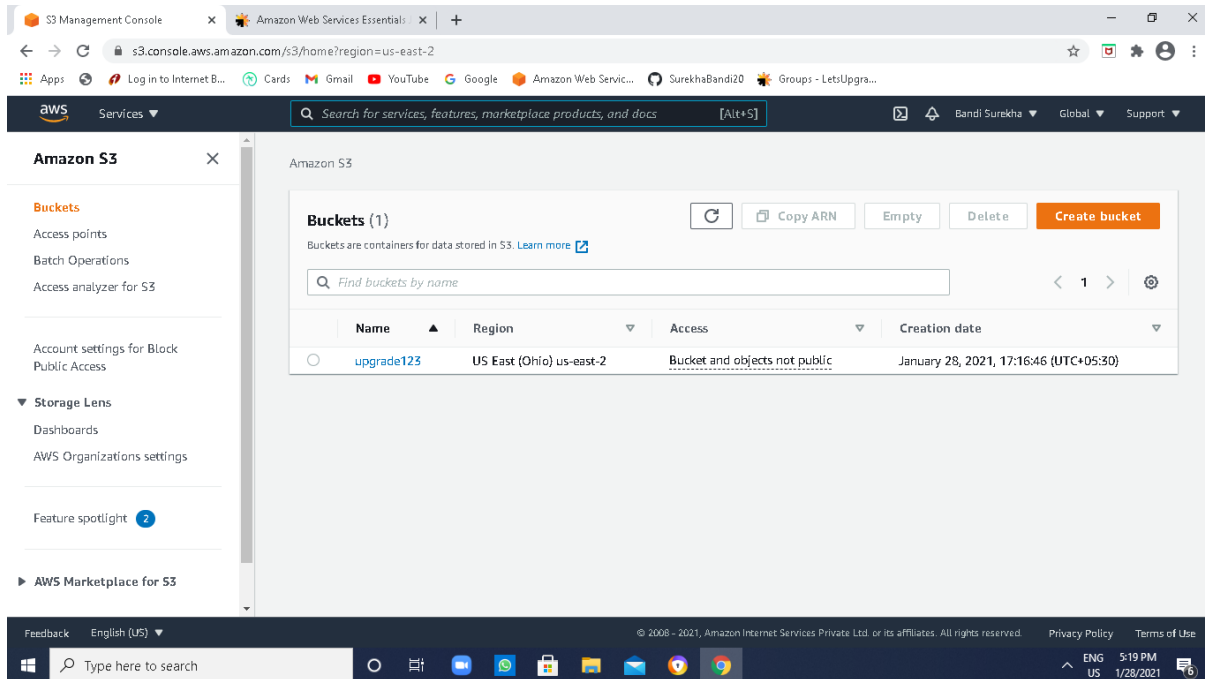 S3 Management Console
Amazon Web Services Essentials
s3.console.aws.amazon.com/s3/home?region=us-east-2
Apps
Log in to Internet B...
Cards
Gmail
YouTube
Google
Amazon Web Servic...
SurekhaBandi20
Groups - LetsUpgra...
aws
Services ▼
Search for services, features, marketplace products, and docs [Alt+S]
Bandi Surekha ▼
Global ▼
Support ▼
Amazon S3
Buckets
Access points
Batch Operations
Access analyzer for S3
Account settings for Block
Public Access
▼ Storage Lens
Dashboards
AWS Organizations settings
Feature spotlight 2
▶ AWS Marketplace for S3
Amazon S3
Buckets (1)
Copy ARN
Empty
Delete
Create bucket
Buckets are containers for data stored in S3. Learn more
Find buckets by name
< 1 >
Name ▲ Region Access Creation date
upgrade123 US East (Ohio) us-east-2 Bucket and objects not public January 28, 2021, 17:16:46 (UTC+05:30)
Feedback English (US) ▼ © 2008 - 2021, Amazon Internet Services Private Ltd. or its affiliates. All rights reserved. Privacy Policy Terms of Use
Type here to search
ENG
US
5:19 PM
1/28/2021
6